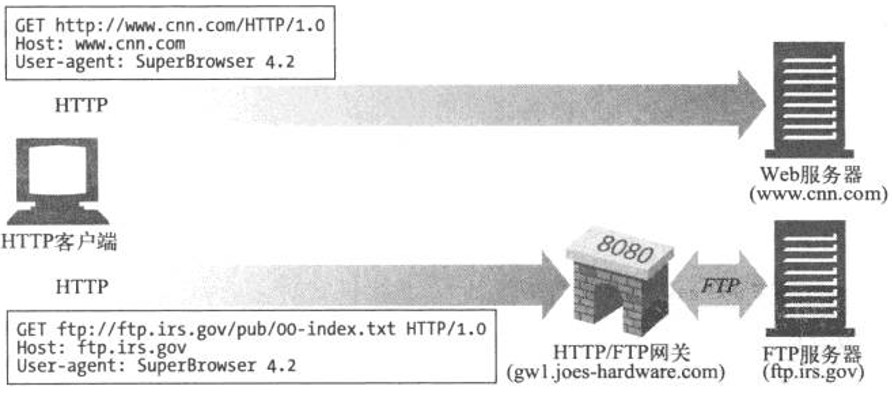 GET http://www.cnn.com/HTTP/1.0
Host: www.cnn.com
User-agent: SuperBrowser 4.2
HTTP
Web服务器
(www.cnn.com)
HTTP客户端
8080
FTP
HTTP
GET ftp://ftp.irs.gov/pub/00-index.txt HTTP/1.0
Host: ftp.irs.gov
User-agent: SuperBrowser 4.2
HTTP/FTP网关
(gw1.joes-hardware.com)
FTP服务器
(ftp.irs.gov)